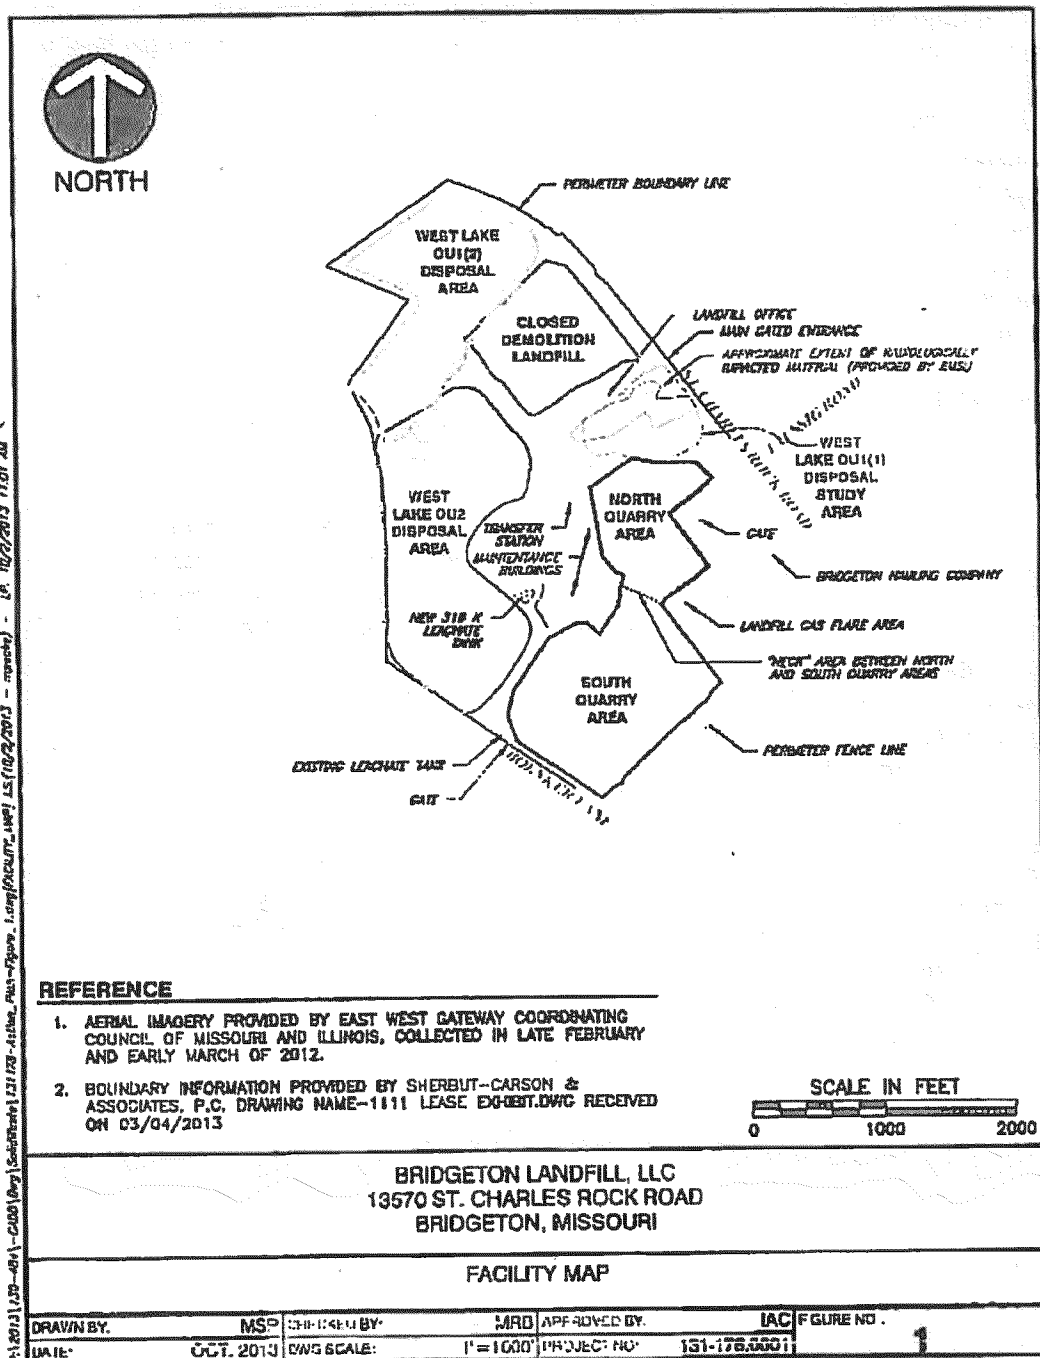 NORTH
PERIMETER BOUNDARY LINE
WEST LAKE
OU1(2)
DISPOSAL
AREA
CLOSED
DEMOLITION
LANDFILL
LANDFILL OFFICE
MAIN GATED ENTRANCE
APPROXIMATE EXTENT OF RADIOLOGICALLY
IMPACTED MATERIAL (PROVIDED BY EMSI)
ST. CHARLES ROCK ROAD
ROAD
WEST
LAKE OU1(1)
DISPOSAL
STUDY
AREA
WEST
LAKE OU2
DISPOSAL
AREA
NORTH
QUARRY
AREA
TRANSFER
STATION
MAINTENTANCE
BUILDINGS
GATE
BRIDGETON HAULING COMPANY
NEW 318 K
LEACHATE
TANK
LANDFILL GAS FLARE AREA
"NECK" AREA BETWEEN NORTH
AND SOUTH QUARRY AREAS
SOUTH
QUARRY
AREA
PERIMETER FENCE LINE
EXISTING LEACHATE TANK
GATE
REFERENCE
1. AERIAL IMAGERY PROVIDED BY EAST WEST GATEWAY COORDINATING
COUNCIL OF MISSOURI AND ILLINOIS, COLLECTED IN LATE FEBRUARY
AND EARLY MARCH OF 2012.
2. BOUNDARY INFORMATION PROVIDED BY SHERBUT-CARSON &
ASSOCIATES, P.C. DRAWING NAME-1111 LEASE EXHIBIT.DWG RECEIVED
ON 03/04/2013
SCALE IN FEET
0 1000 2000
BRIDGETON LANDFILL, LLC
13570 ST. CHARLES ROCK ROAD
BRIDGETON, MISSOURI
FACILITY MAP
DRAWN BY: MSP CHECKED BY: MRB APPROVED BY: IAC FIGURE NO.:
DATE: OCT. 2013 DWG SCALE: 1"=1000' PROJECT NO: 131-178.0001 1